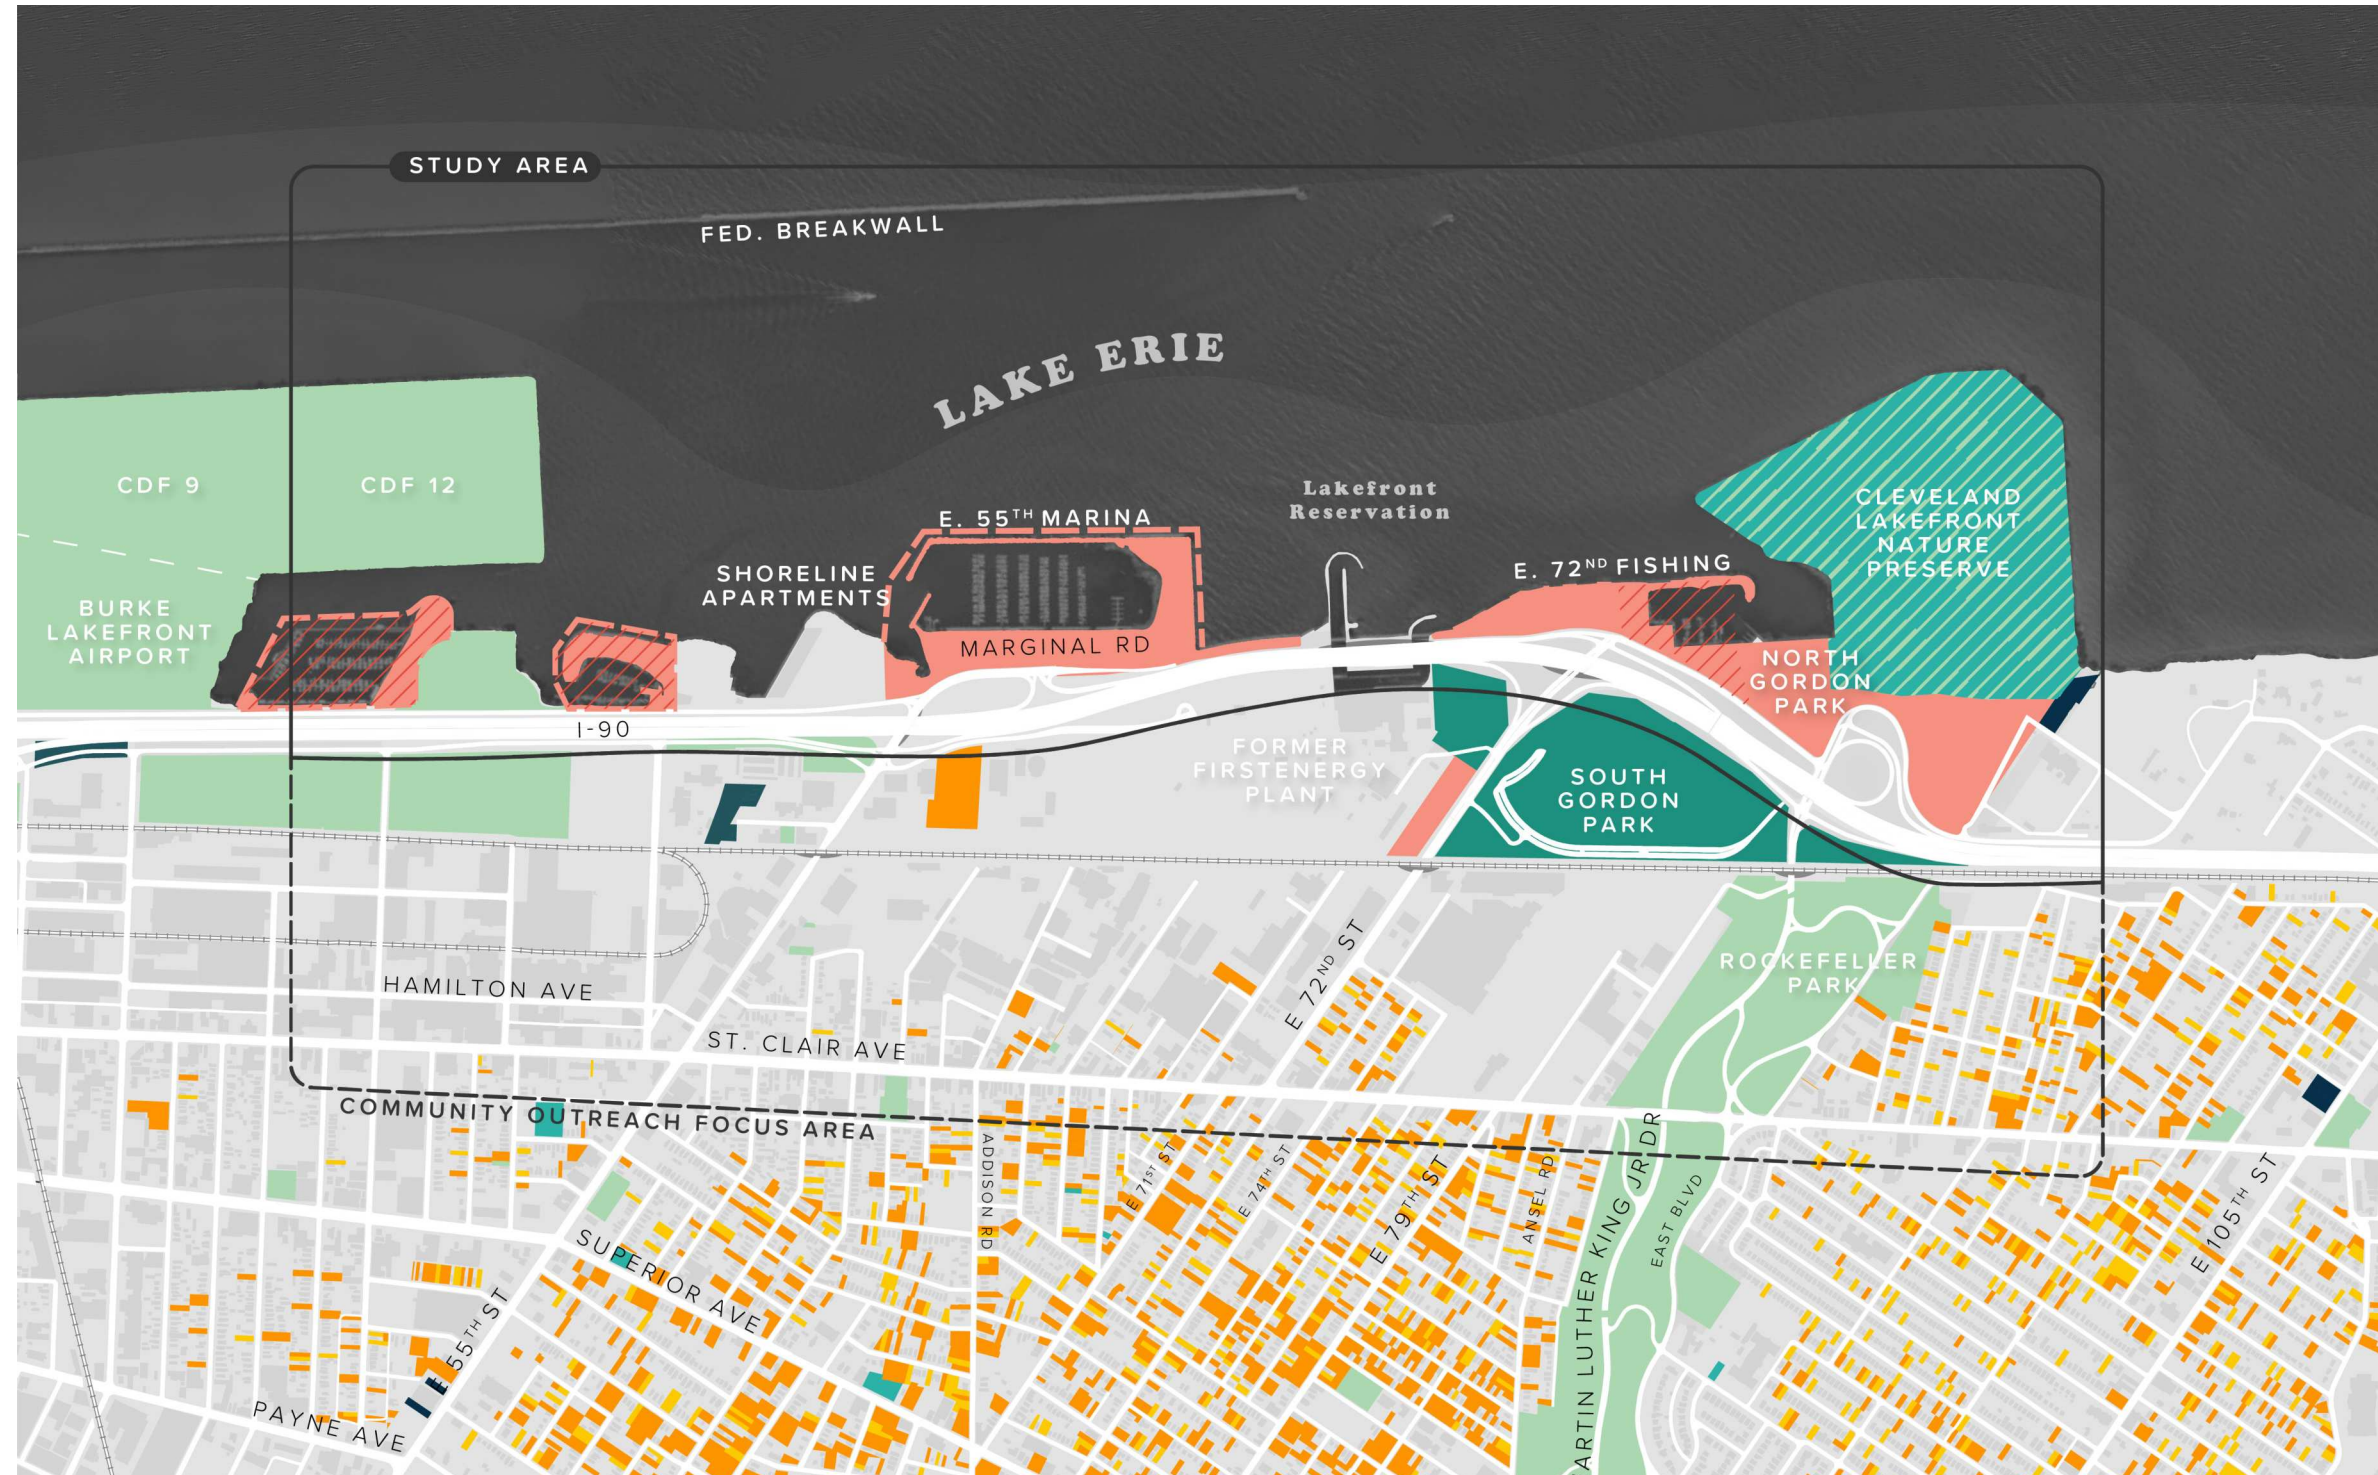 STUDY AREA
FED. BREAKWALL
LAKE ERIE
CDF 9
CDF 12
Lakefront
Reservation
CLEVELAND
LAKEFRONT
NATURE
PRESERVE
E. 55TH MARINA
SHORELINE
APARTMENTS
E. 72ND FISHING
BURKE
LAKEFRONT
AIRPORT
MARGINAL RD
NORTH
GORDON
PARK
I-90
FORMER
FIRSTENERGY
PLANT
SOUTH
GORDON
PARK
ROCKEFELLER
PARK
HAMILTON AVE
E 72ND ST
ST. CLAIR AVE
COMMUNITY OUTREACH FOCUS AREA
ADDISON RD
E 71ST ST
E 74TH ST
E 79TH ST
ANSEL RD
ARTIN LUTHER KING JR DR
EAST BLVD
E 105TH ST
SUPERIOR AVE
E 55TH ST
PAYNE AVE